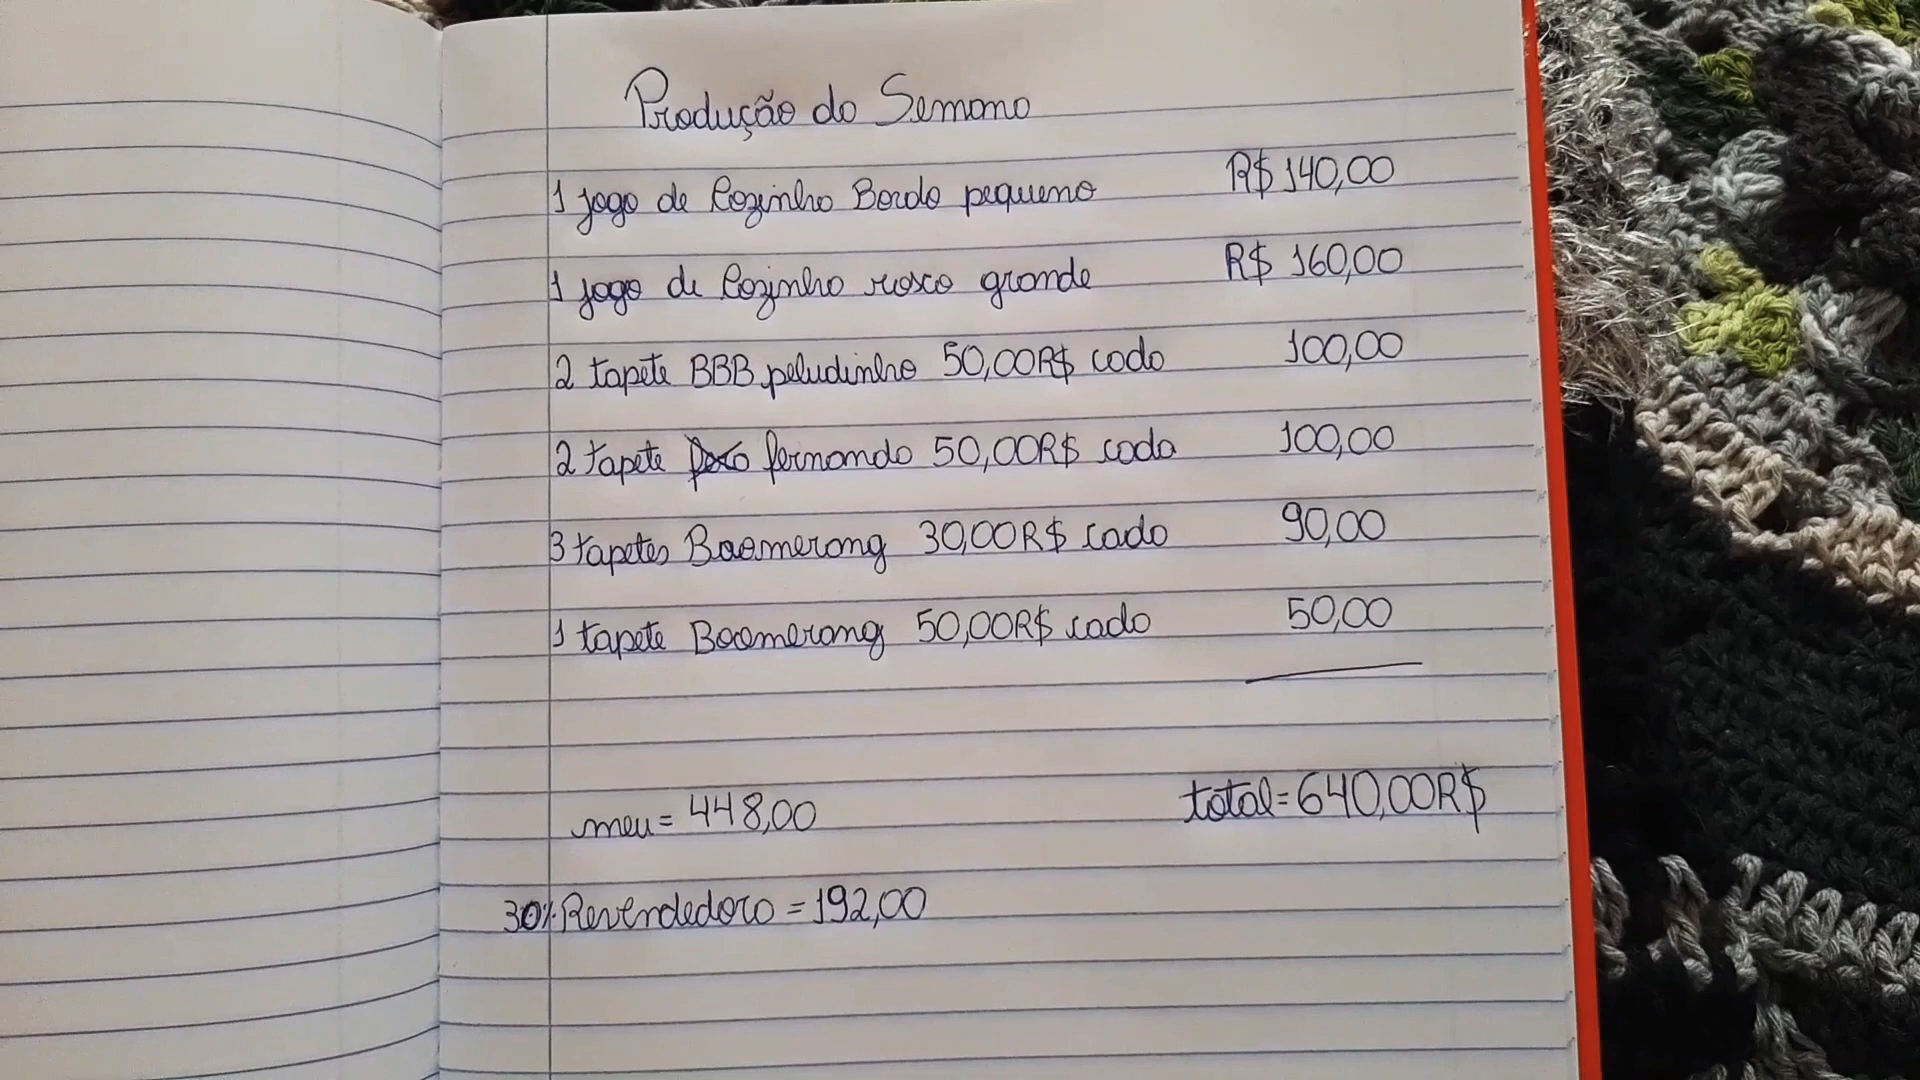 Produção da Semana
1 jogo de Cozinha Borda pequeno R$ 140,00
1 jogo de Cozinha rosca grande R$ 160,00
2 tapete BBB peludinho 50,00R$ cada 100,00
2 tapete fernanda 50,00R$ cada 100,00
3 tapetes Boomerang 30,00R$ cada 90,00
1 tapete Boomerang 50,00R$ cada 50,00
meu = 448,00 total = 640,00R$
30% Revendedora = 192,00